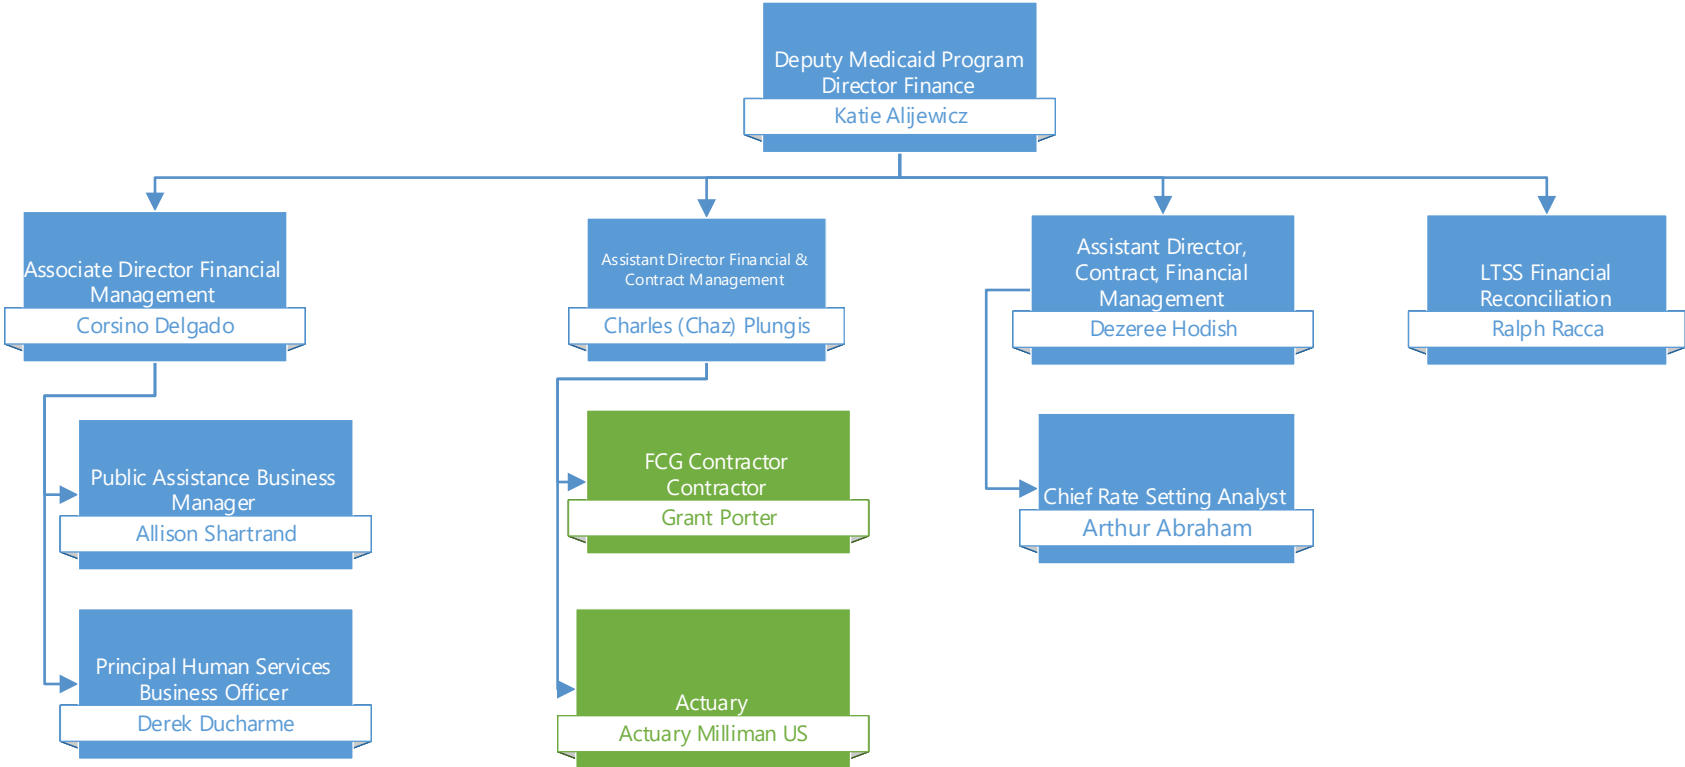 Deputy Medicaid Program
Director Finance
Katie Alijewicz
Associate Director Financial
Management
Corsino Delgado
Assistant Director Financial &
Contract Management
Charles (Chaz) Plungis
Assistant Director,
Contract, Financial
Management
Dezeree Hodish
LTSS Financial
Reconciliation
Ralph Racca
Public Assistance Business
Manager
Allison Shartrand
FCG Contractor
Contractor
Grant Porter
Chief Rate Setting Analyst
Arthur Abraham
Principal Human Services
Business Officer
Derek Ducharme
Actuary
Actuary Milliman US